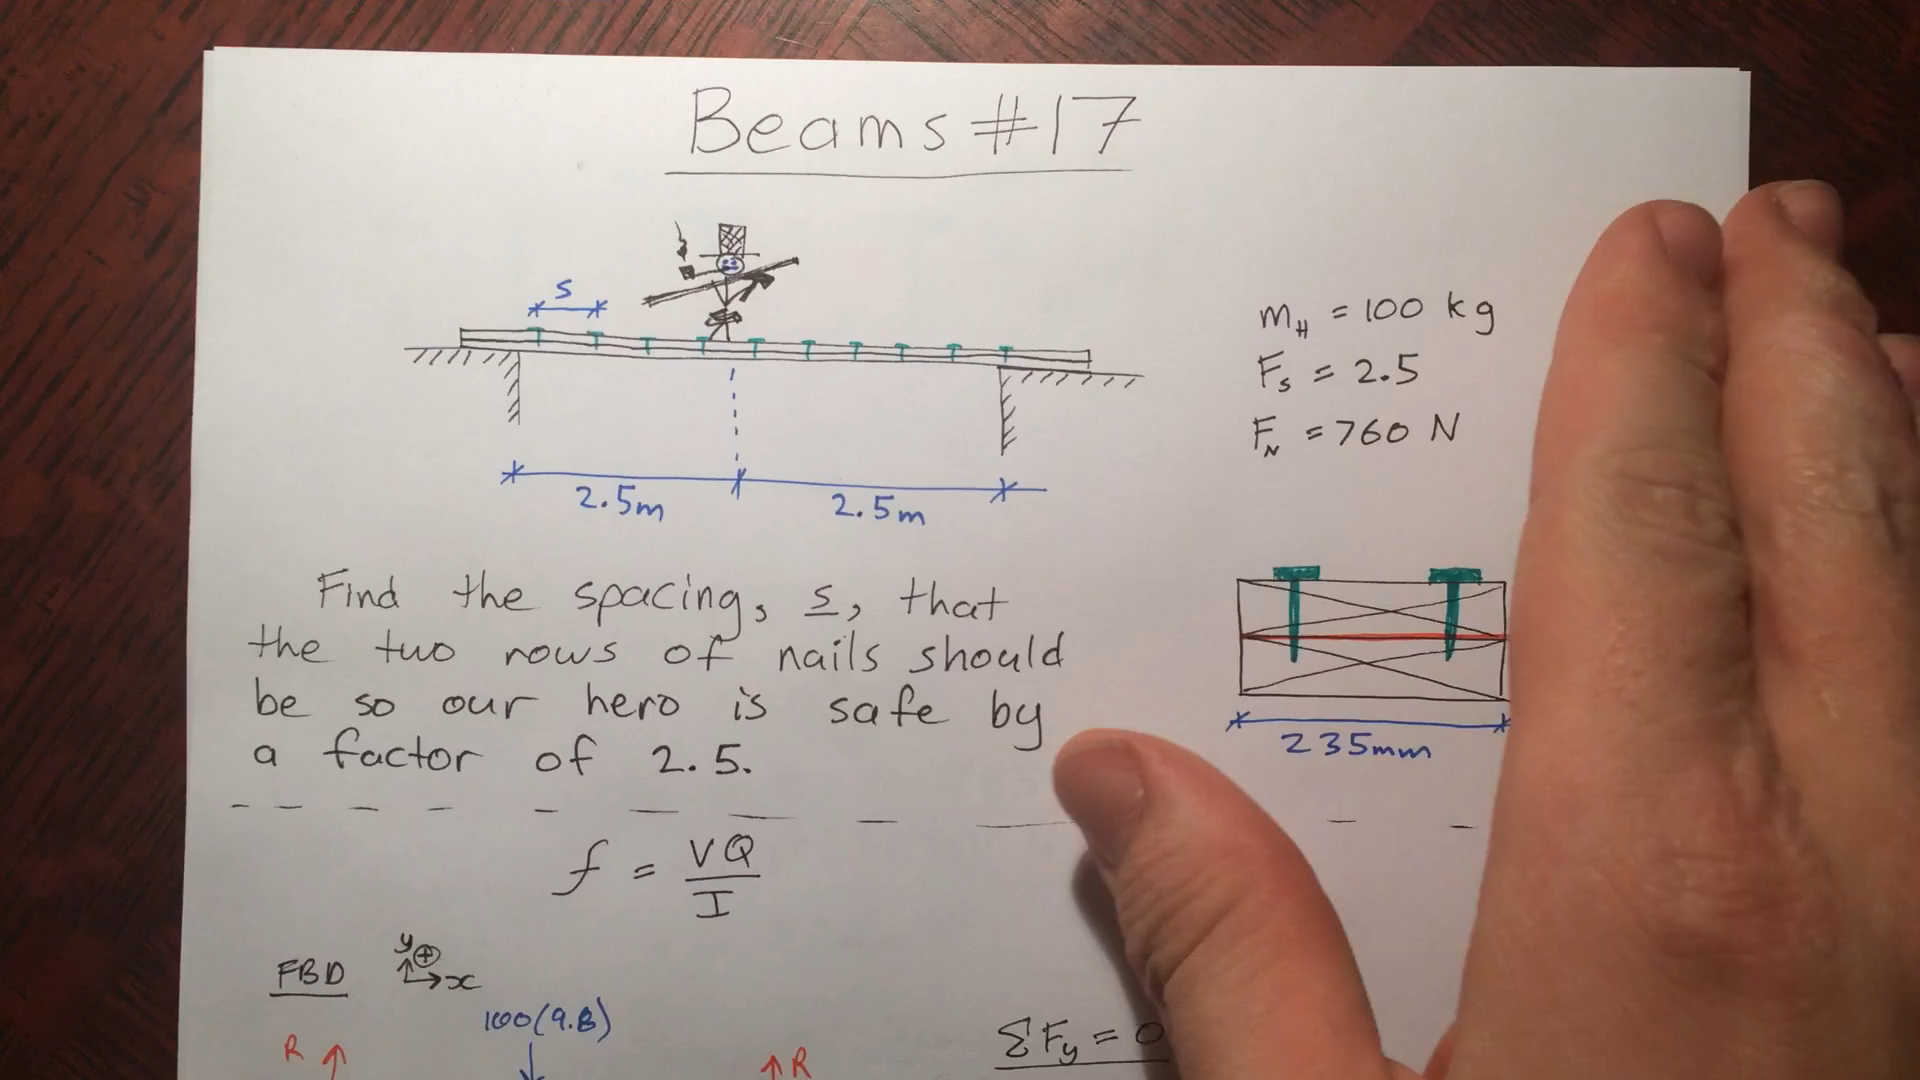 Beams #17
s
m_H = 100 kg
F_s = 2.5
F_N = 760 N
2.5m
2.5m
Find the spacing, s, that
the two rows of nails should
be so our hero is safe by
a factor of 2.5.
235mm
f = VQ / I
FBD
y
+
x
100(9.8)
R
R
ΣFy = 0